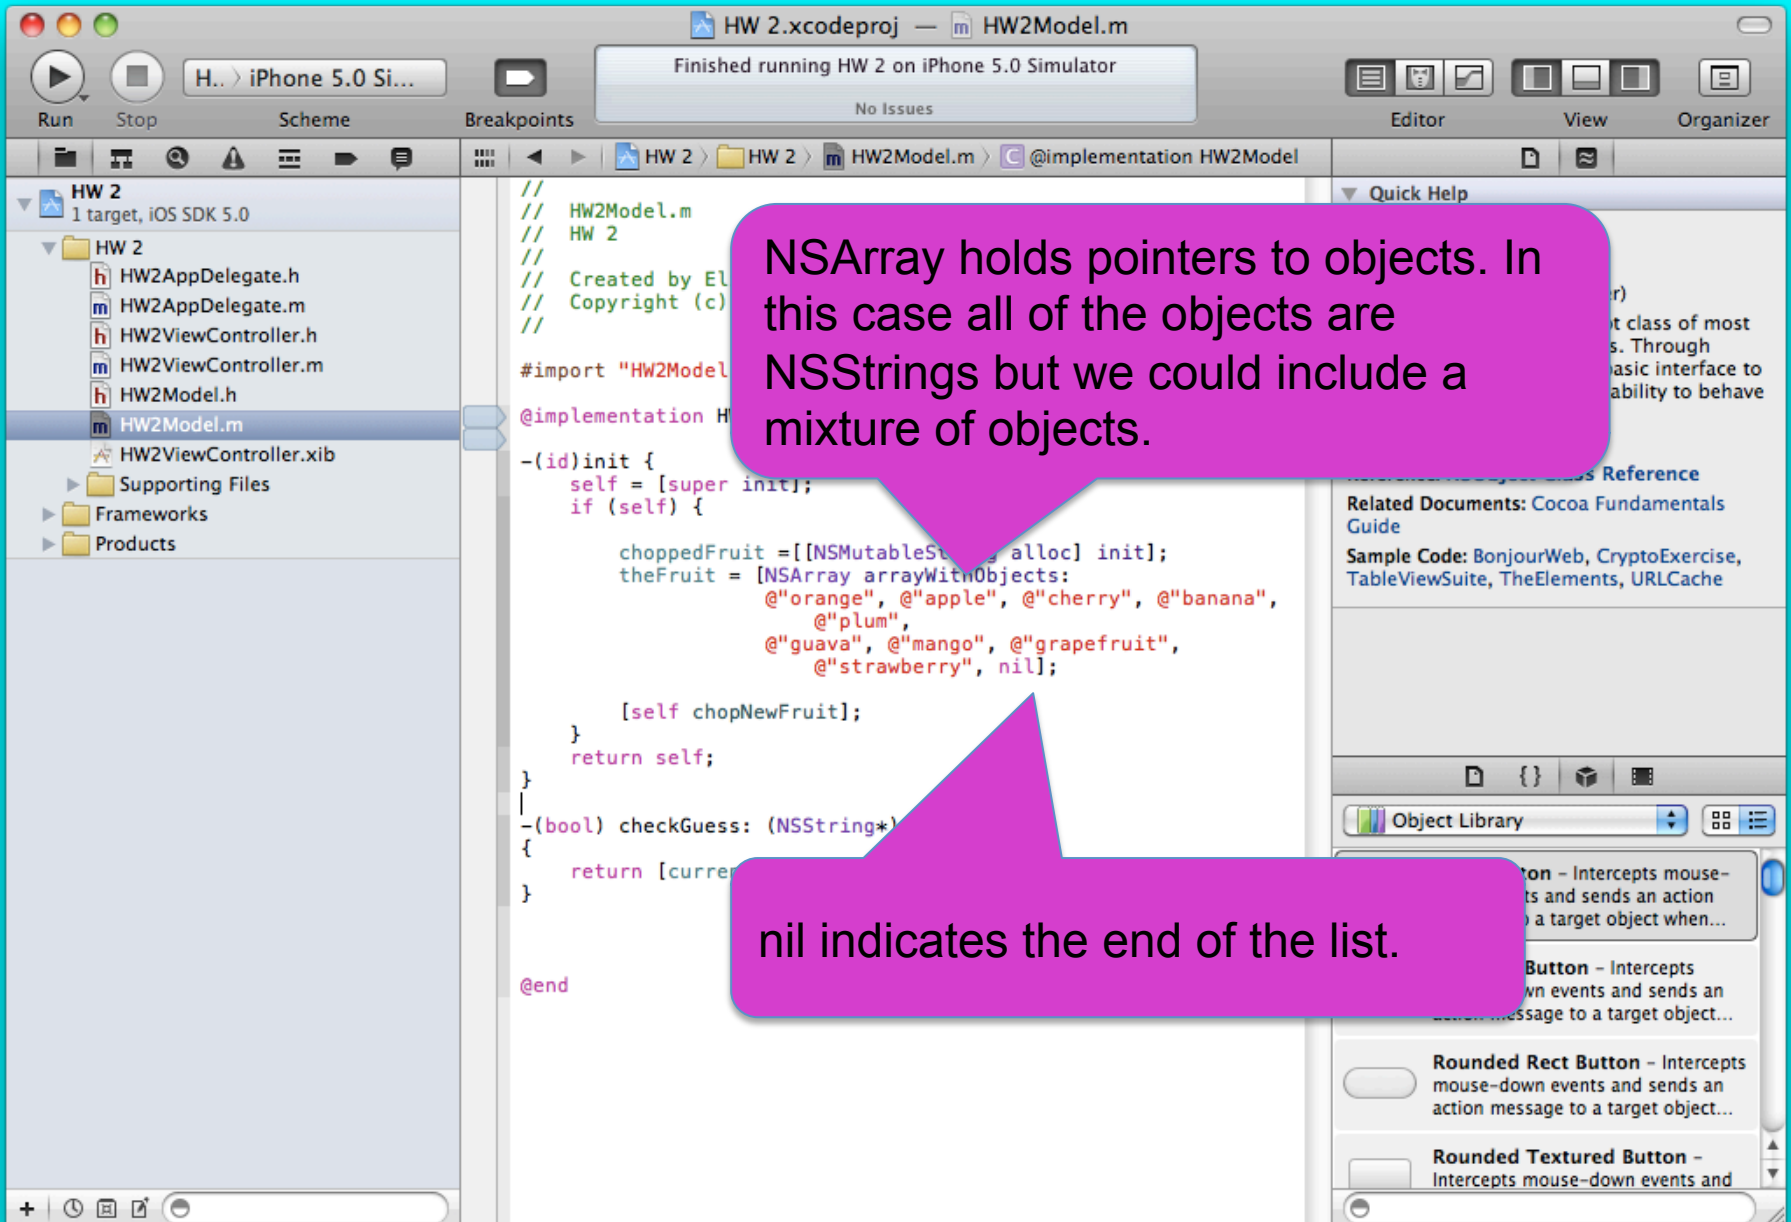 HW 2.xcodeproj — HW2Model.m
H.. › iPhone 5.0 Si...
Finished running HW 2 on iPhone 5.0 Simulator
No Issues
Run Stop Scheme Breakpoints Editor View Organizer
HW 2 › HW 2 › HW2Model.m › @implementation HW2Model
HW 2
1 target, iOS SDK 5.0
HW 2
HW2AppDelegate.h
HW2AppDelegate.m
HW2ViewController.h
HW2ViewController.m
HW2Model.h
HW2Model.m
HW2ViewController.xib
Supporting Files
Frameworks
Products
//
//  HW2Model.m
//  HW 2
//
//  Created by
//  Copyright (c)
//
#import "HW2Model
@implementation
-(id)init {
self = [super init];
if (self) {
choppedFruit =[[NSMutableSt alloc] init];
theFruit = [NSArray arrayWithObjects:
@"orange", @"apple", @"cherry", @"banana",
@"plum",
@"guava", @"mango", @"grapefruit",
@"strawberry", nil];
[self chopNewFruit];
}
return self;
}
-(bool) checkGuess: (NSString*)
{
return [curre
}
@end
NSArray holds pointers to objects. In
this case all of the objects are
NSStrings but we could include a
mixture of objects.
nil indicates the end of the list.
Quick Help
class of most
Through
basic interface to
ability to behave
Reference
Related Documents: Cocoa Fundamentals
Guide
Sample Code: BonjourWeb, CryptoExercise,
TableViewSuite, TheElements, URLCache
{}
Object Library
– Intercepts mouse-
and sends an action
a target object when...
Button – Intercepts
events and sends an
message to a target object...
Rounded Rect Button – Intercepts
mouse-down events and sends an
action message to a target object...
Rounded Textured Button –
Intercepts mouse-down events and